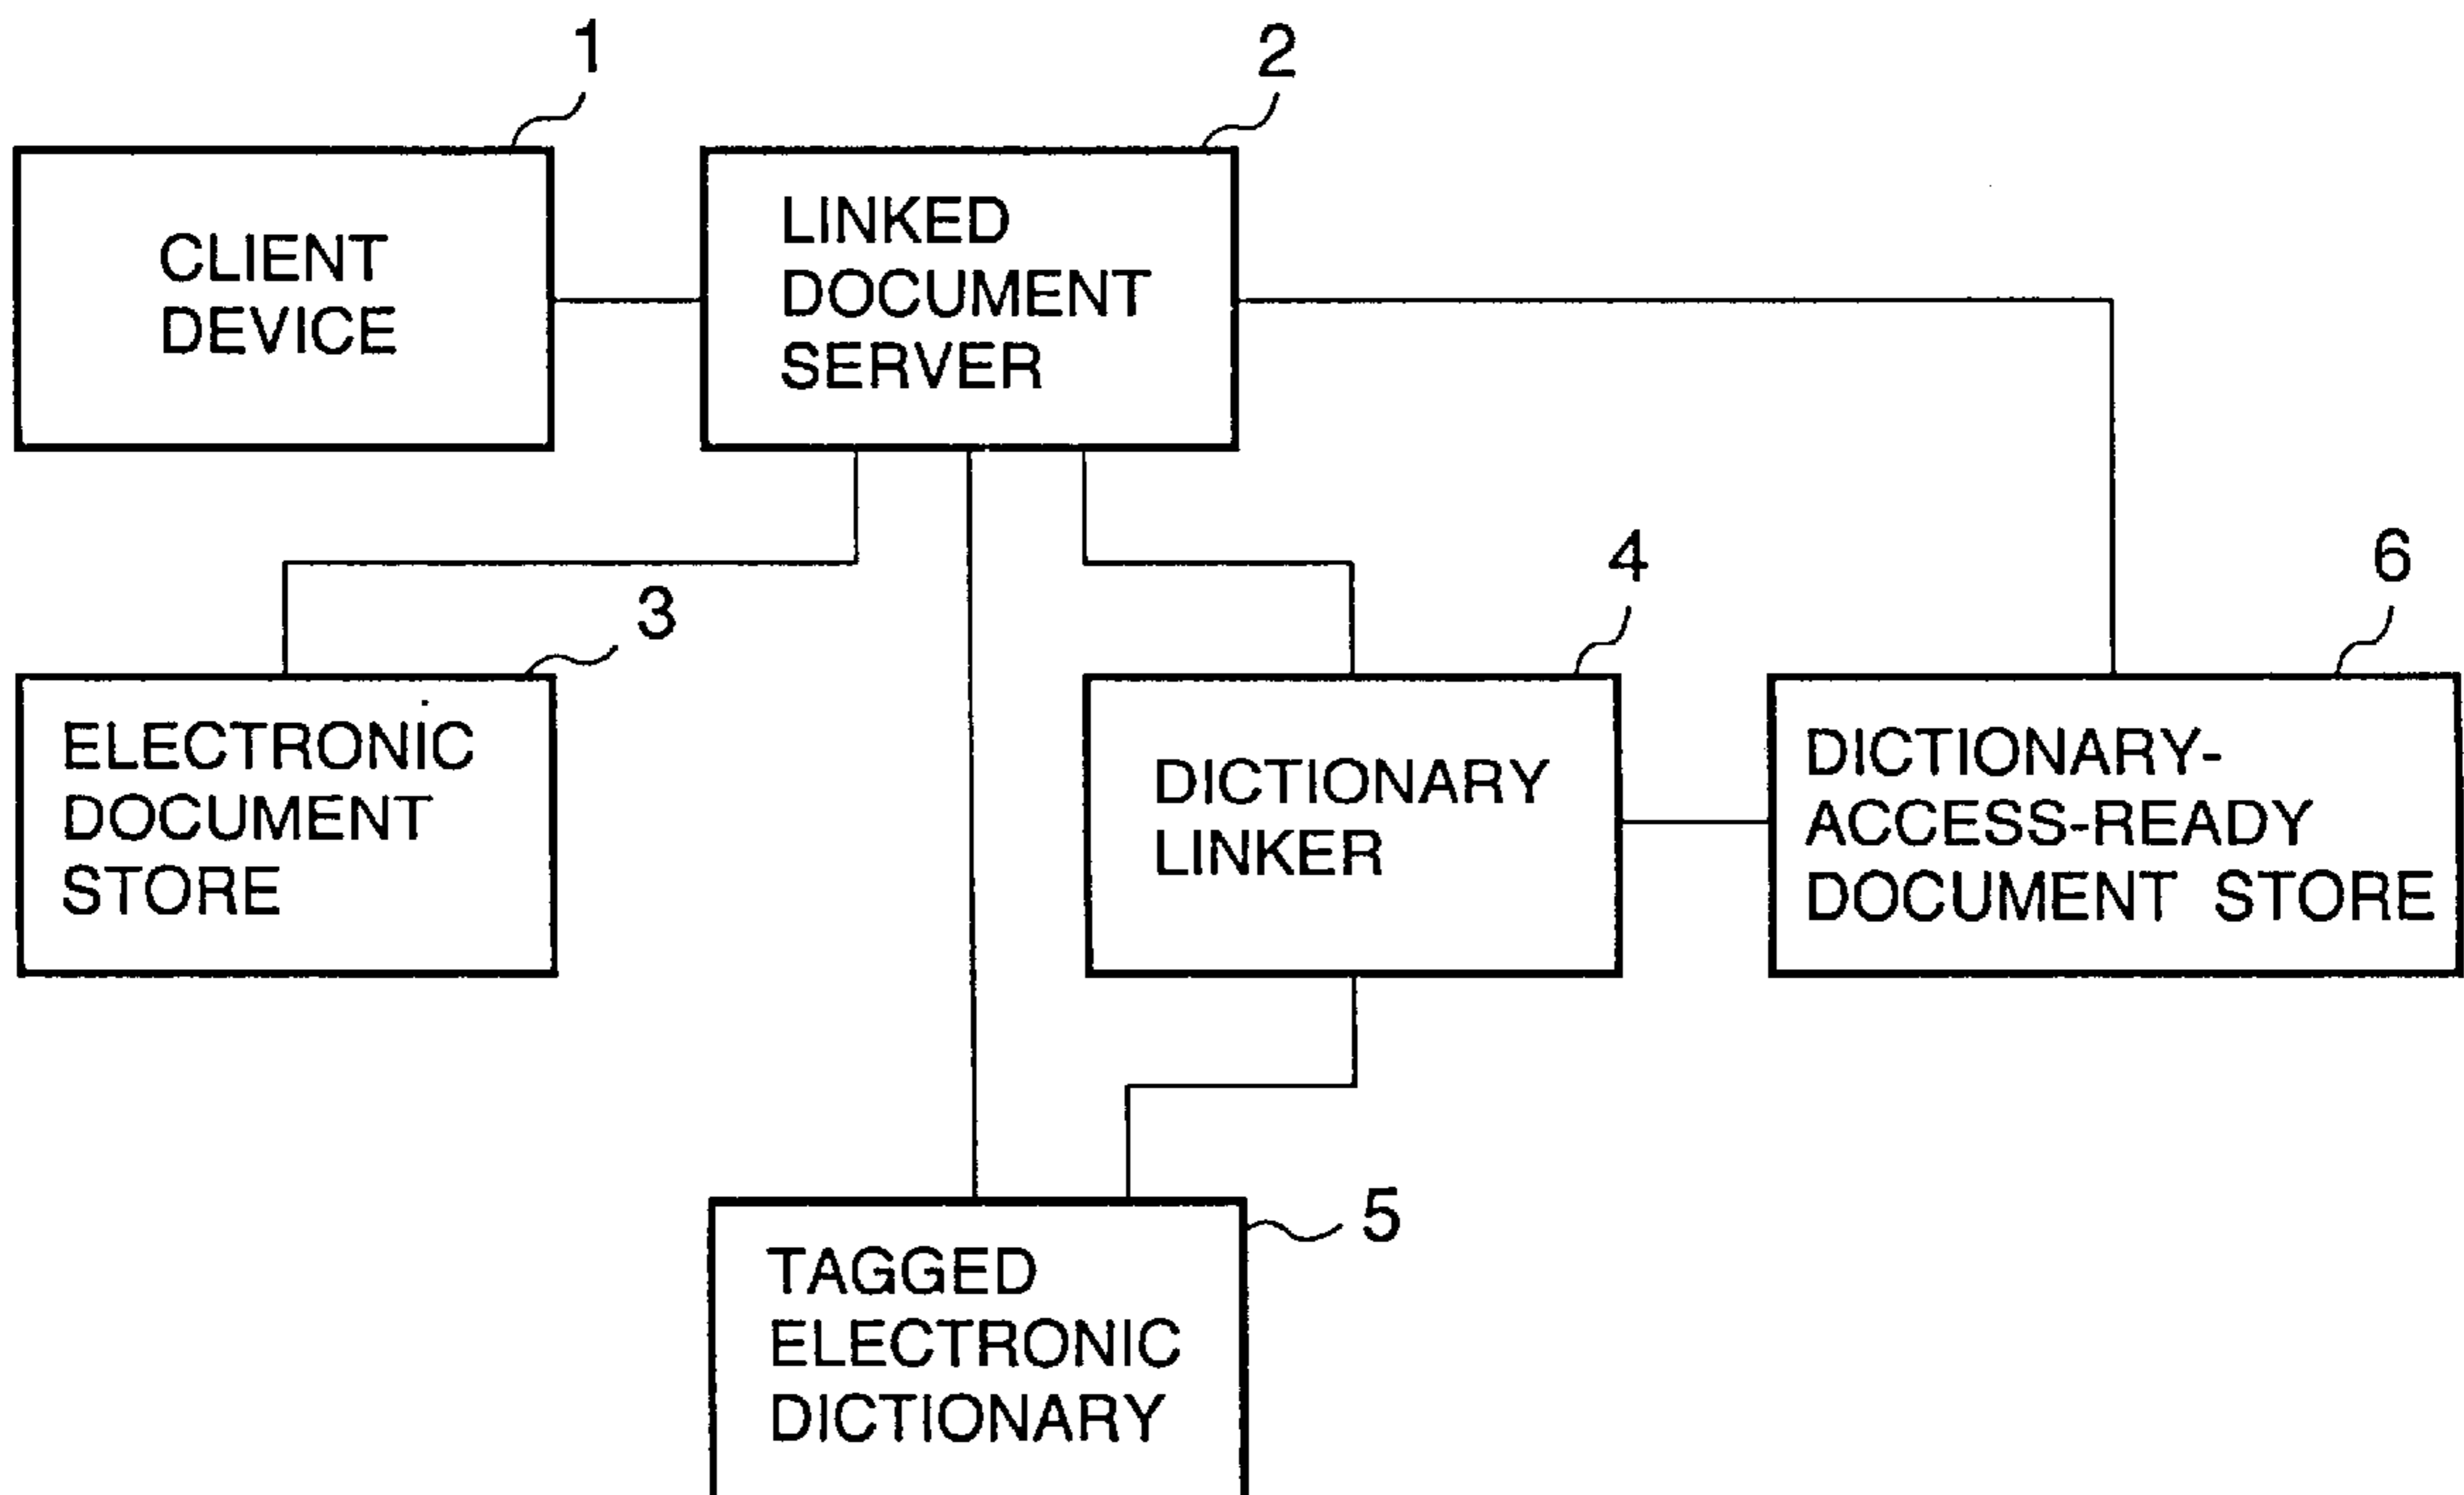 1
CLIENT
DEVICE
2
LINKED
DOCUMENT
SERVER
3
ELECTRONIC
DOCUMENT
STORE
4
DICTIONARY
LINKER
6
DICTIONARY-
ACCESS-READY
DOCUMENT STORE
5
TAGGED
ELECTRONIC
DICTIONARY